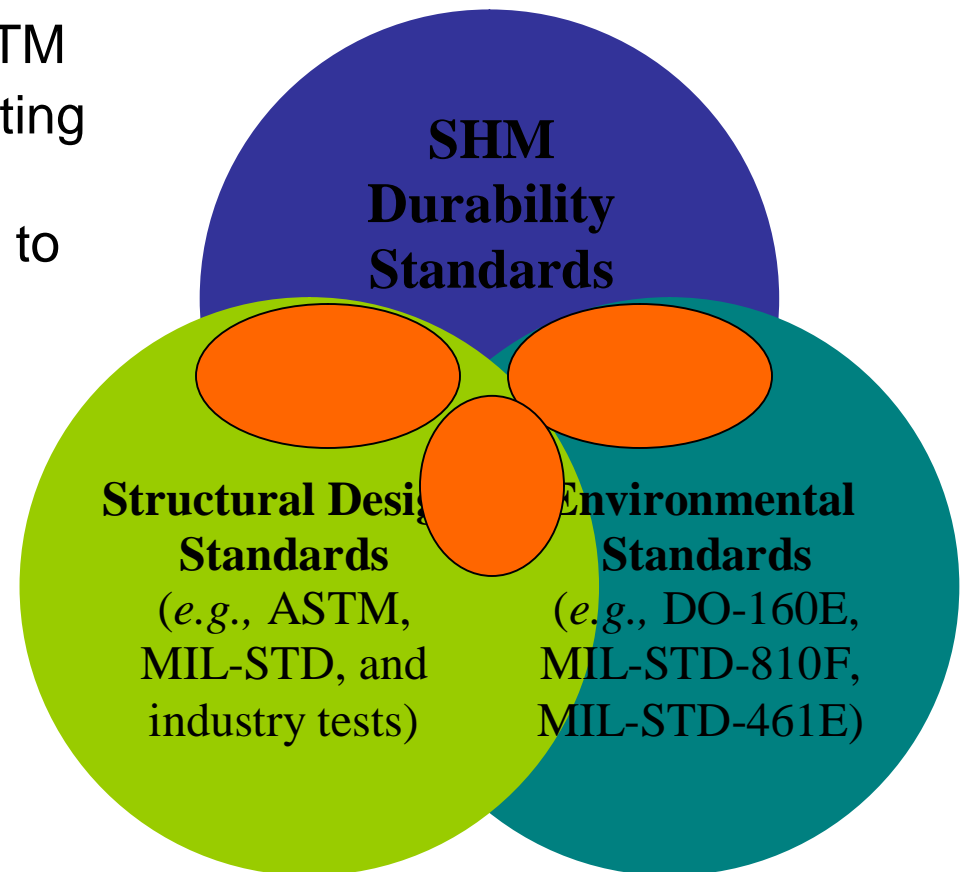 TM
ting
to
SHM
Durability
Standards
Structural Desig
Standards
(e.g., ASTM,
MIL-STD, and
industry tests)
Environmental
Standards
(e.g., DO-160E,
MIL-STD-810F,
MIL-STD-461E)